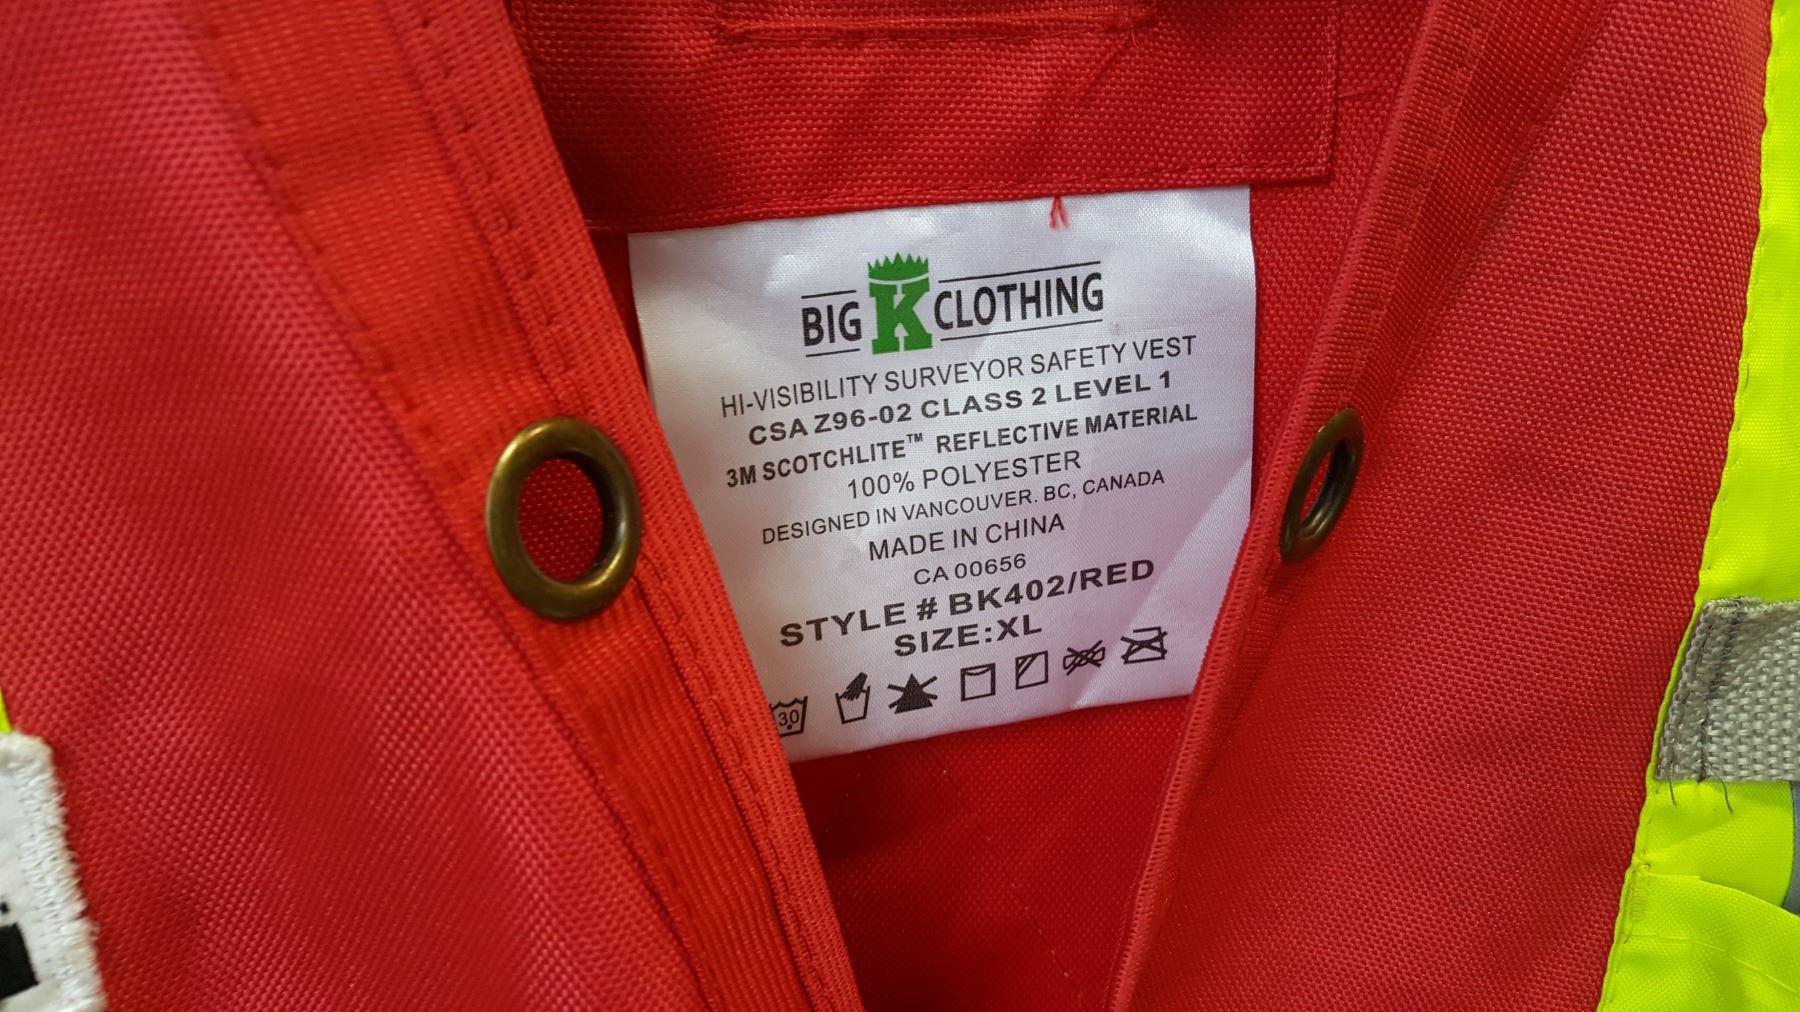 BIG K CLOTHING
HI-VISIBILITY SURVEYOR SAFETY VEST
CSA Z96-02 CLASS 2 LEVEL 1
3M SCOTCHLITE™ REFLECTIVE MATERIAL
100% POLYESTER
DESIGNED IN VANCOUVER. BC, CANADA
MADE IN CHINA
CA 00656
STYLE # BK402/RED
SIZE:XL
30